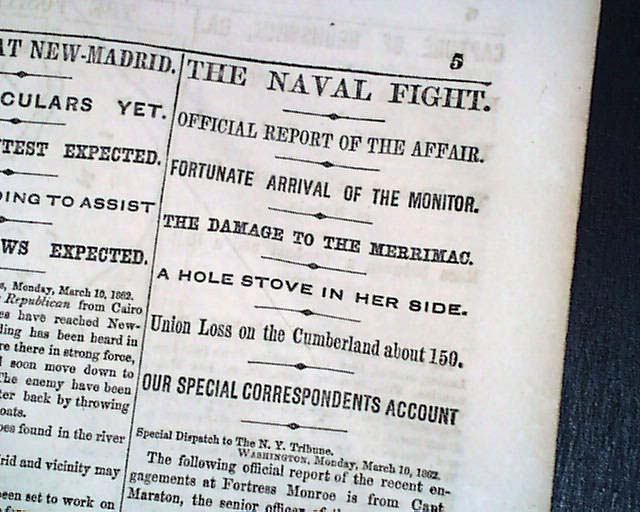 5
AT NEW-MADRID.
CULARS YET.
TEST EXPECTED.
ING TO ASSIST
WS EXPECTED.
Monday, March 10, 1862.
Republican from Cairo
es have reached New-
ding has been heard in
re there in strong force,
soon move down to
The enemy have been
ter back by throwing
oats.
oes found in the river
rid and vicinity may
een set to work on
THE NAVAL FIGHT.
OFFICIAL REPORT OF THE AFFAIR.
FORTUNATE ARRIVAL OF THE MONITOR.
THE DAMAGE TO THE MERRIMAC.
A HOLE STOVE IN HER SIDE.
Union Loss on the Cumberland about 150.
OUR SPECIAL CORRESPONDENTS ACCOUNT
Special Dispatch to The N. Y. Tribune.
WASHINGTON, Monday, March 10, 1862.
The following official report of the recent en-
gagements at Fortress Monroe is from Capt
Marston, the senior officer of the